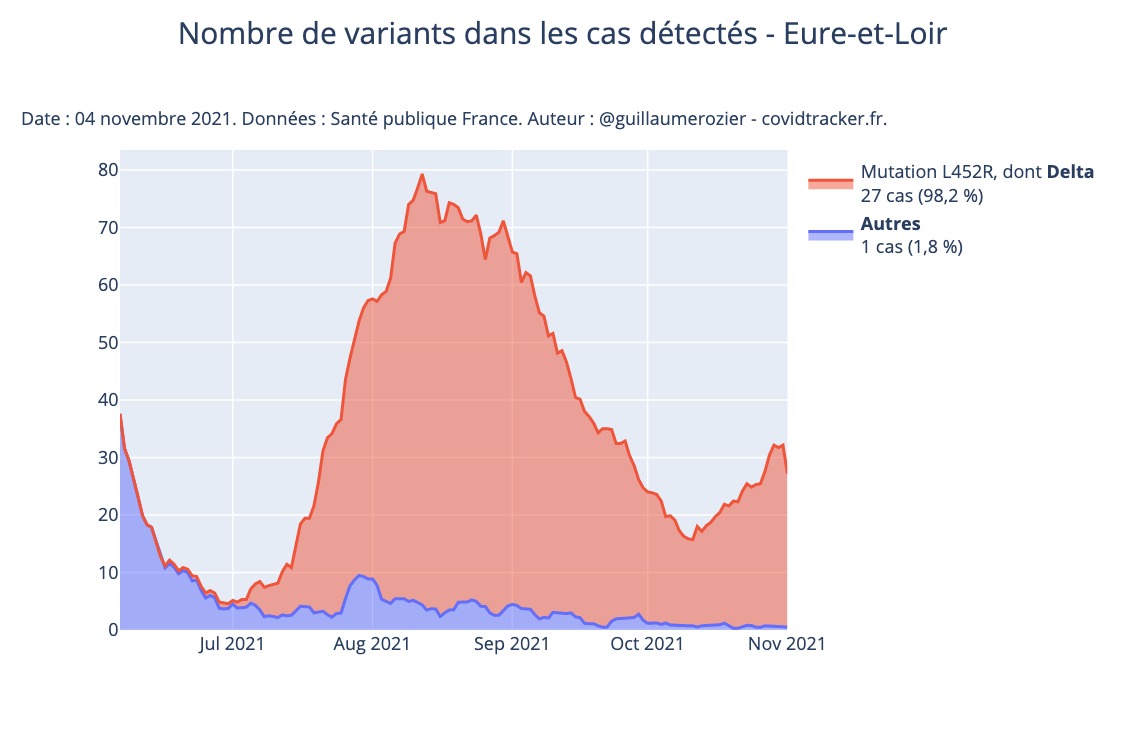 Nombre de variants dans les cas détectés - Eure-et-Loir
Date : 04 novembre 2021. Données : Santé publique France. Auteur : @guillaumerozier - covidtracker.fr.
80
70
60
50
40
30
20
10
0
Jul 2021
Aug 2021
Sep 2021
Oct 2021
Nov 2021
Mutation L452R, dont Delta
27 cas (98,2 %)
Autres
1 cas (1,8 %)